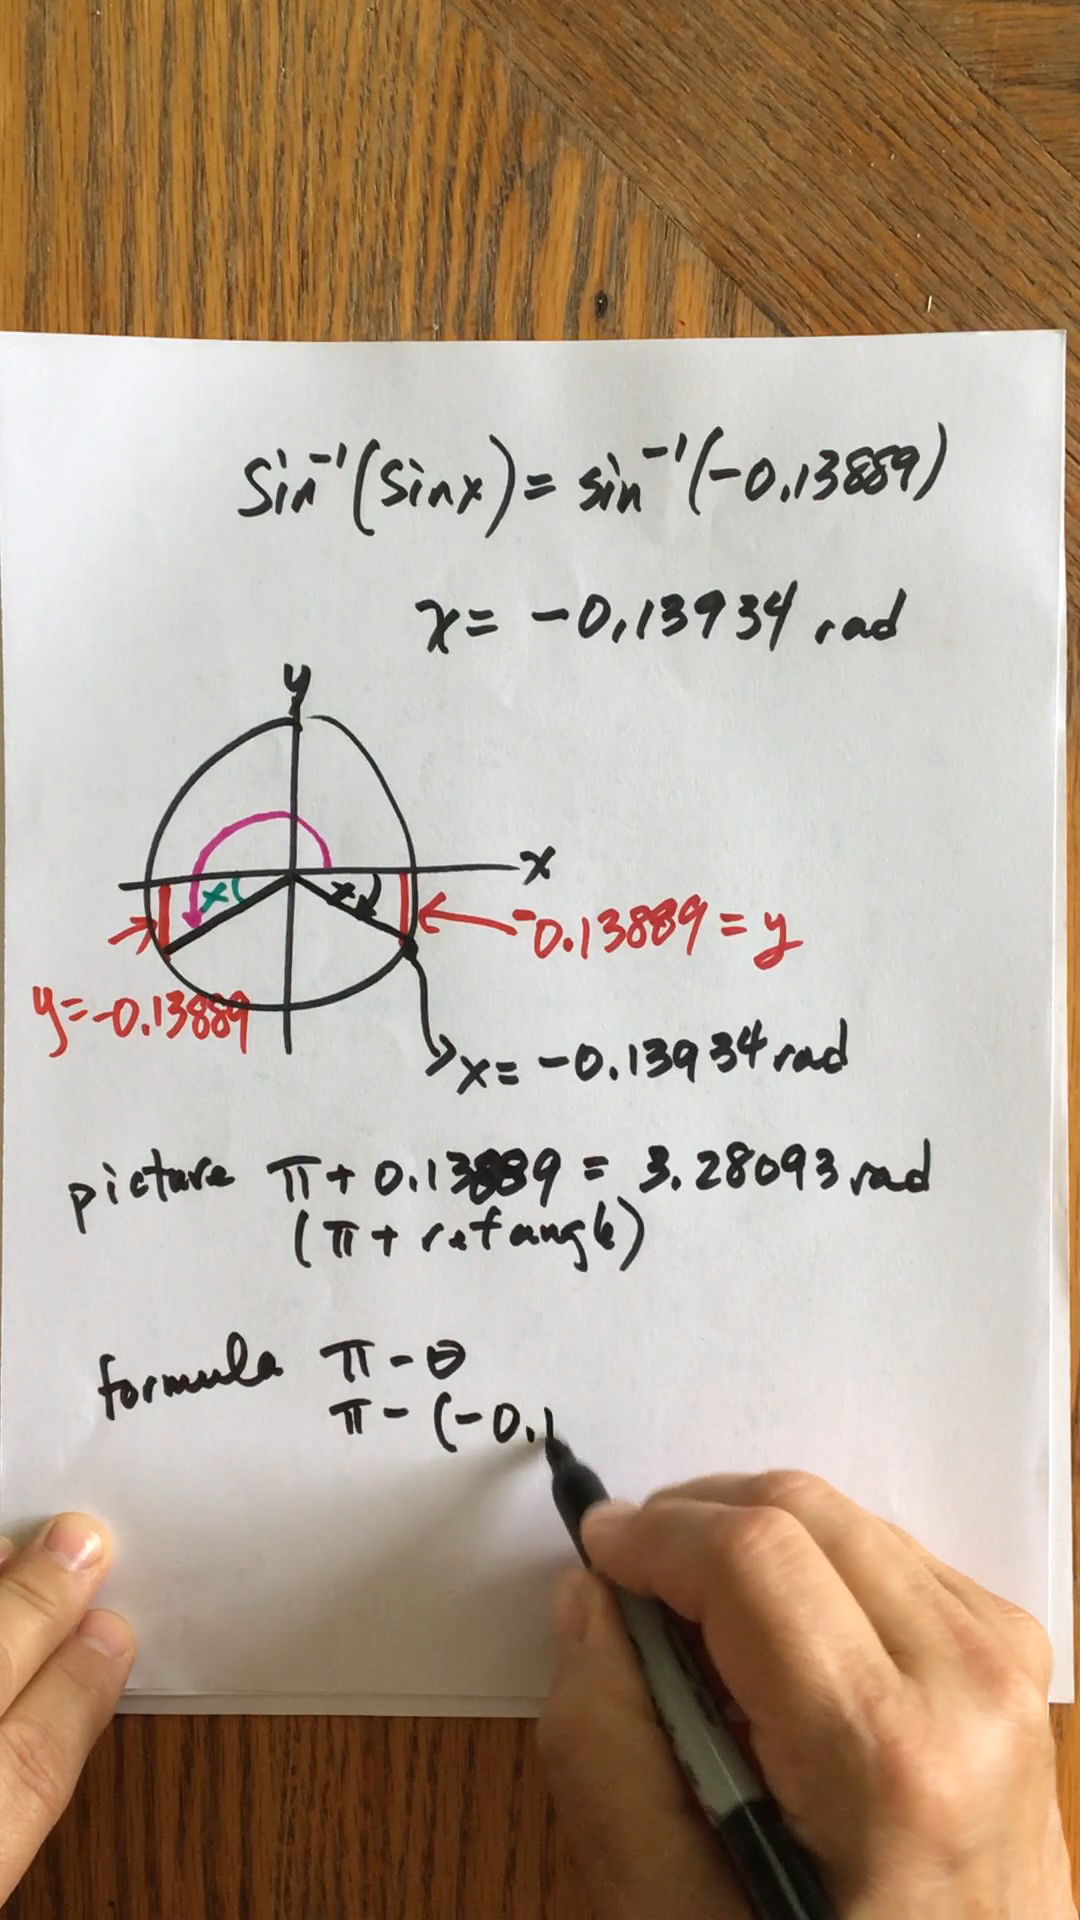 sin⁻¹(sinx) = sin⁻¹(-0.13889)
x = -0.13934 rad
y
x
x x
-0.13889 = y
y=-0.13889
x = -0.13934 rad
picture π + 0.13889 = 3.28093 rad
(π + ref angle)
formula π - θ
π - (-0.1